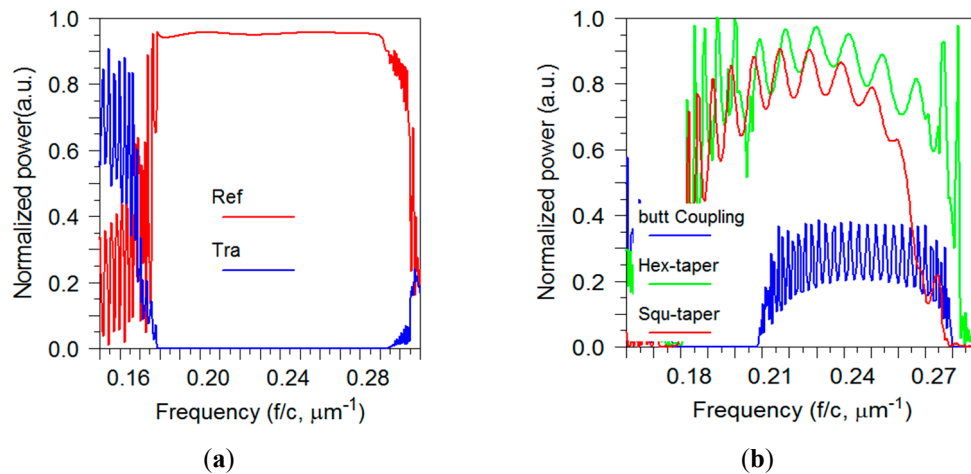 Normalized power(a.u.)
1.0
0.8
0.6
0.4
0.2
0.0
Ref
Tra
0.16
0.20
0.24
0.28
Frequency (f/c, μm⁻¹)
(a)
Normalized power (a.u.)
1.0
0.8
0.6
0.4
0.2
0.0
butt Coupling
Hex-taper
Squ-taper
0.18
0.21
0.24
0.27
Frequency (f/c, μm⁻¹)
(b)